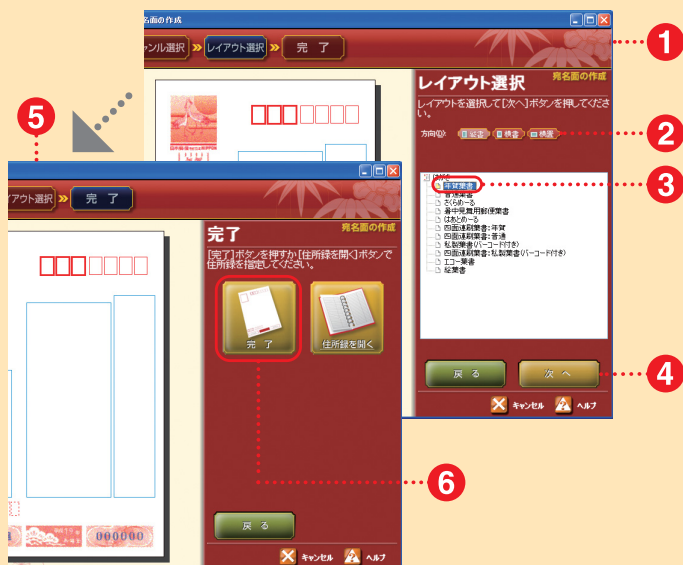 宛名面の作成
ャンル選択 » レイアウト選択 » 完 了
1
レイアウト選択
宛名面の作成
レイアウトを選択して[次へ]ボタンを押してくださ
い。
方向(D):
縦書
横書
横置
2
はがき
年賀葉書
3
普通葉書
さくらめーる
暑中見舞用郵便葉書
はあとめーる
四面連刷葉書:年賀
四面連刷葉書:普通
私製葉書(バーコード付き)
四面連刷葉書:私製葉書(バーコード付き)
エコー葉書
絵葉書
戻 る
次 へ
4
キャンセル
ヘルプ
5
イアウト選択 » 完 了
完了
宛名面の作成
[完了]ボタンを押すか[住所録を開く]ボタンで
住所録を指定してください。
完 了
住所録を開く
6
戻 る
キャンセル
ヘルプ
000000